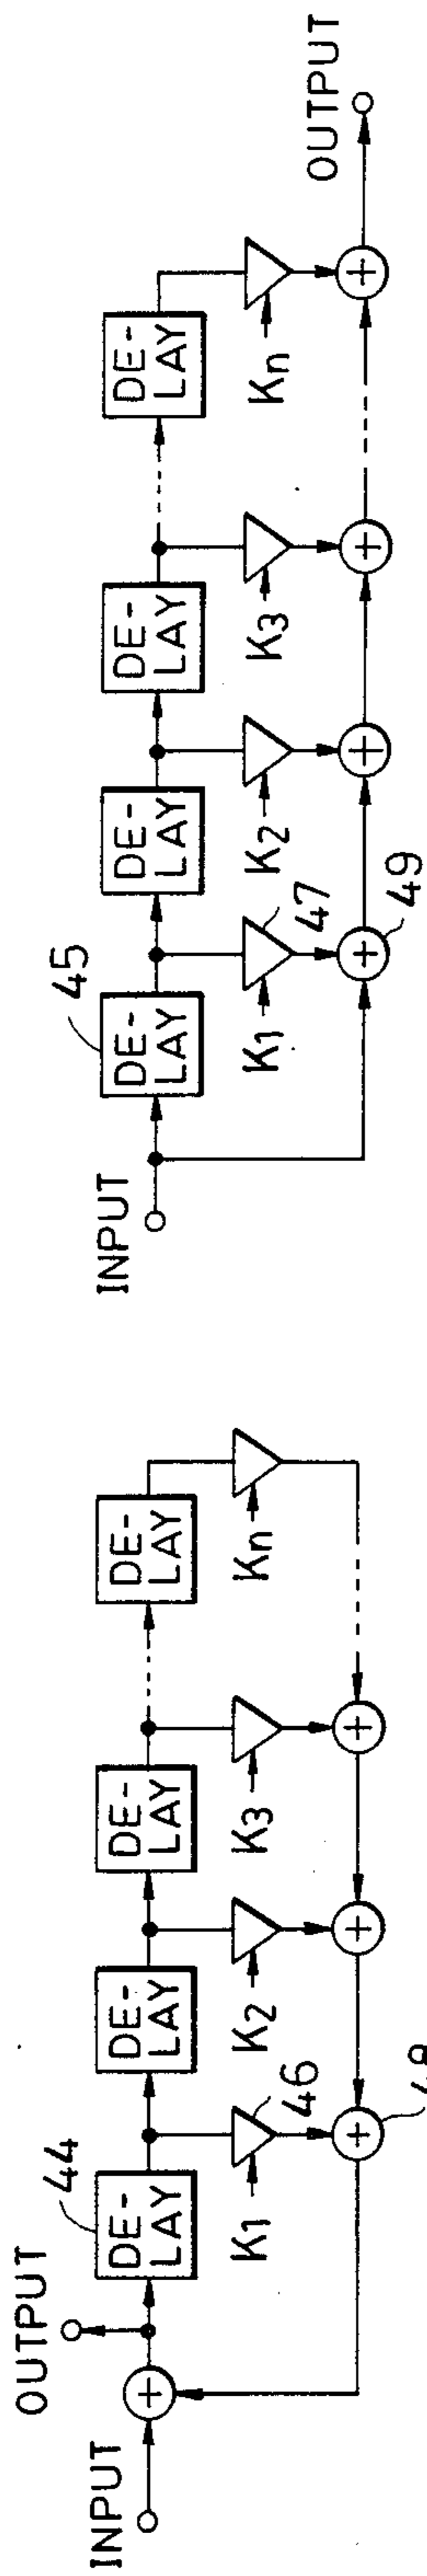 INPUT
OUTPUT
44
DE-
LAY
DE-
LAY
DE-
LAY
DE-
LAY
K1
46
K2
K3
Kn
48
INPUT
45
DE-
LAY
DE-
LAY
DE-
LAY
DE-
LAY
K1
47
K2
K3
Kn
49
OUTPUT